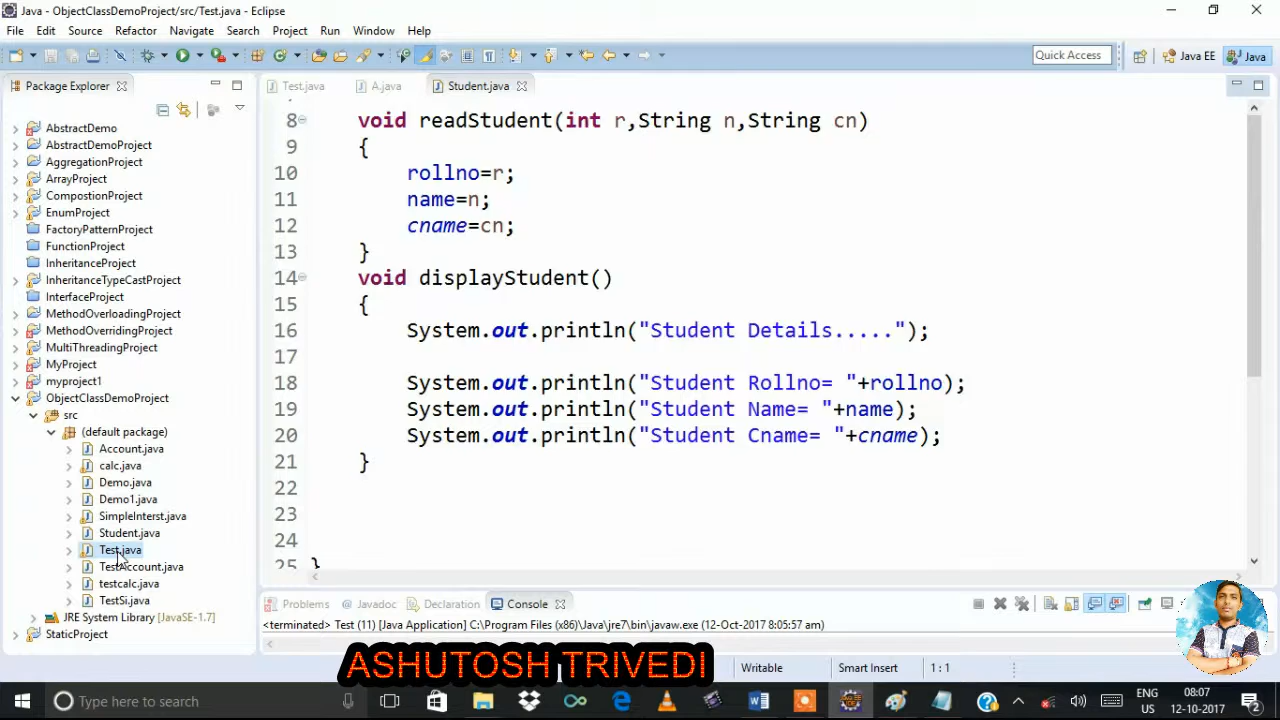 Java - ObjectClassDemoProject/src/Test.java - Eclipse
File Edit Source Refactor Navigate Search Project Run Window Help
Quick Access
Java EE
Java
Package Explorer
Test.java
A.java
Student.java
AbstractDemo
AbstractDemoProject
AggregationProject
ArrayProject
CompostionProject
EnumProject
FactoryPatternProject
FunctionProject
InheritanceProject
InheritanceTypeCastProject
InterfaceProject
MethodOverloadingProject
MethodOverridingProject
MultiThreadingProject
MyProject
myproject1
ObjectClassDemoProject
src
(default package)
Account.java
calc.java
Demo.java
Demo1.java
SimpleInterst.java
Student.java
Test.java
TestAccount.java
testcalc.java
TestSi.java
JRE System Library [JavaSE-1.7]
StaticProject
8 void readStudent(int r,String n,String cn)
9 {
10 rollno=r;
11 name=n;
12 cname=cn;
13 }
14 void displayStudent()
15 {
16 System.out.println("Student Details.....");
17
18 System.out.println("Student Rollno= "+rollno);
19 System.out.println("Student Name= "+name);
20 System.out.println("Student Cname= "+cname);
21 }
22
23
24
25 }
Problems Javadoc Declaration Console
<terminated> Test (11) [Java Application] C:\Program Files (x86)\Java\jre7\bin\javaw.exe (12-Oct-2017 8:05:57 am)
ASHUTOSH TRIVEDI
Writable
Smart Insert
1 : 1
Type here to search
ENG
US
08:07
12-10-2017
2